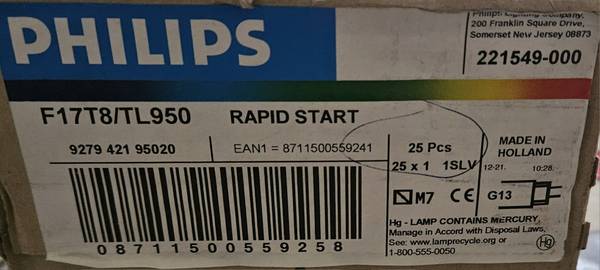 PHILIPS
Philips Lighting Company,
200 Franklin Square Drive,
Somerset New Jersey 08873
221549-000
F17T8/TL950
RAPID START
9279 421 95020
EAN1 = 8711500559241
25 Pcs
25 x 1 1SLV
MADE IN
HOLLAND
12-21. 10:28.
M7 CE G13
0 8 7 1 1 5 0 0 5 5 9 2 5 8
Hg - LAMP CONTAINS MERCURY,
Manage in Accord with Disposal Laws,
See: www.lamprecycle.org or
1-800-555-0050
Hg